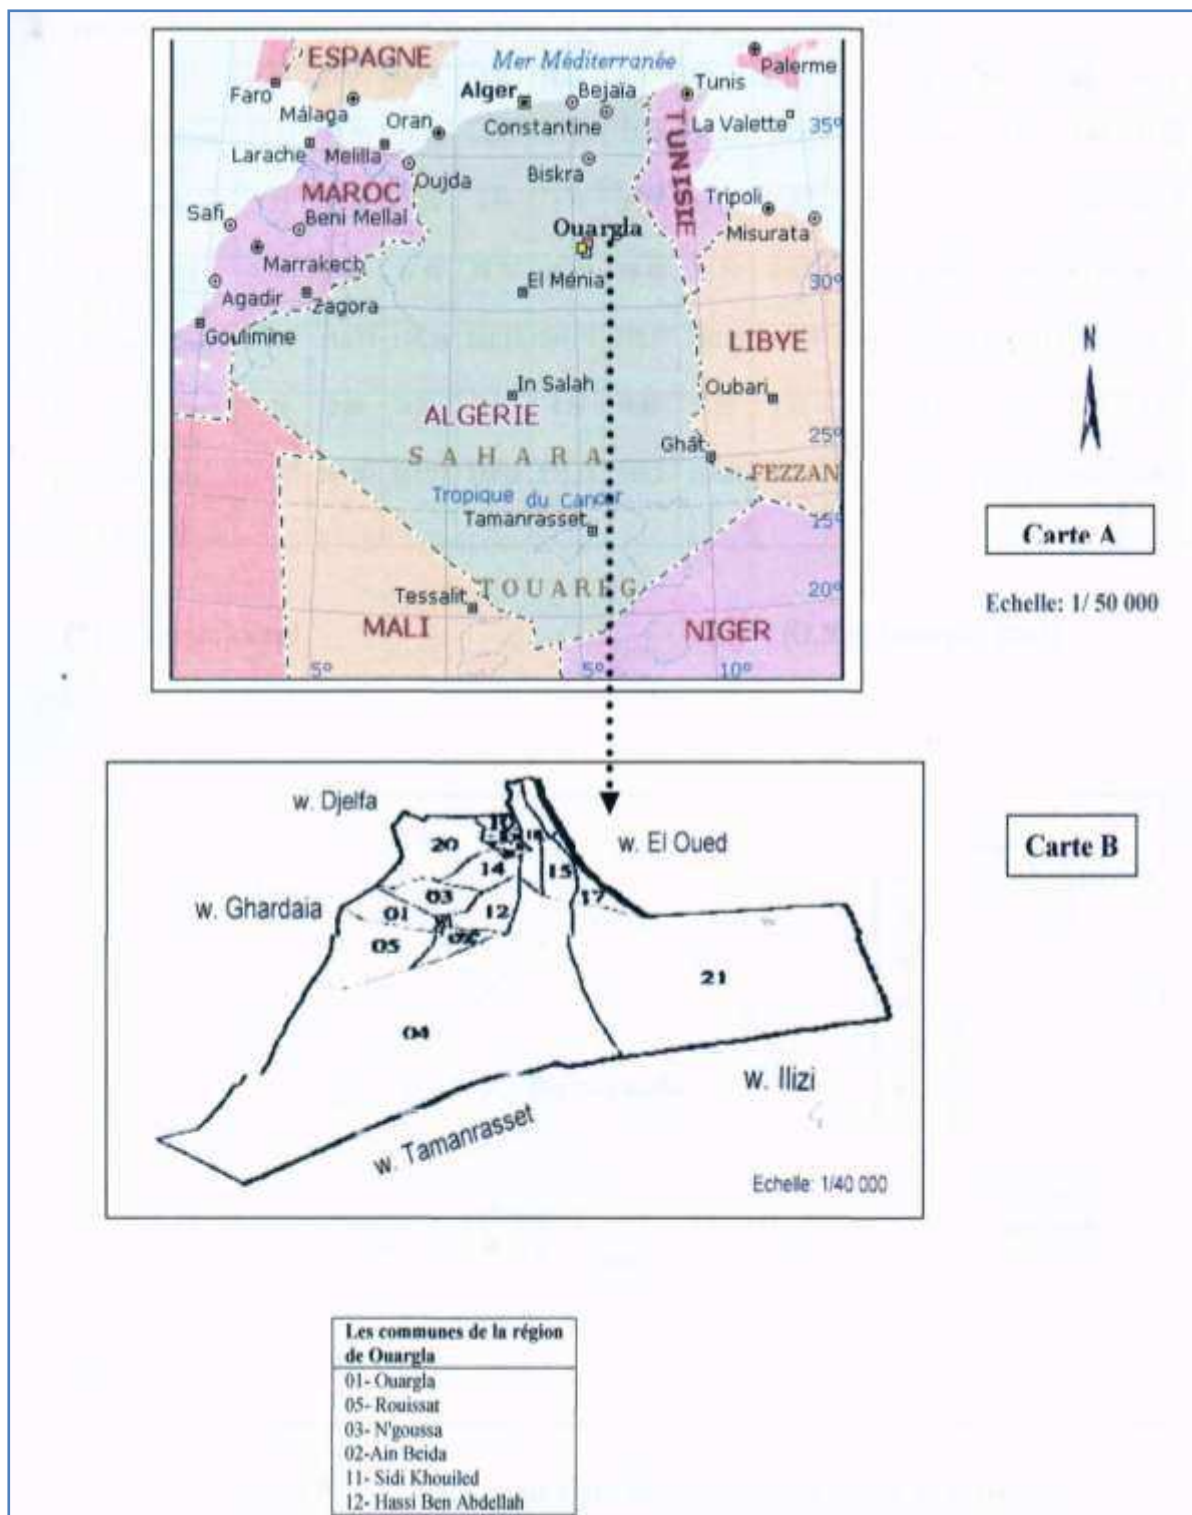 ESPAGNE
Mer Méditerranée
Palerme
Faro
Alger
Bejaïa
Tunis
Málaga
Oran
Constantine
La Valette
35°
Larache
Melilla
TUNISIE
Oujda
Biskra
MAROC
Safi
Beni Mellal
Ouargla
Tripoli
Misurata
Marrakech
El Ménia
30°
Agadir
Zagora
Goulimine
LIBYE
N
In Salah
Oubari
ALGÉRIE
Ghât
25°
SAHARA
FEZZAN
Tropique du Cancer
15°
Tamanrasset
Carte A
TOUAREG
20°
Tessalit
Echelle: 1/ 50 000
MALI
NIGER
5°
5°
10°
w. Djelfa
w. El Oued
Carte B
20
14
15
17
w. Ghardaia
03
01
12
05
21
04
w. Ilizi
w. Tamanrasset
Echelle: 1/40 000
Les communes de la région
de Ouargla
01- Ouargla
05- Rouissat
03- N'goussa
02-Ain Beida
11- Sidi Khouiled
12- Hassi Ben Abdellah